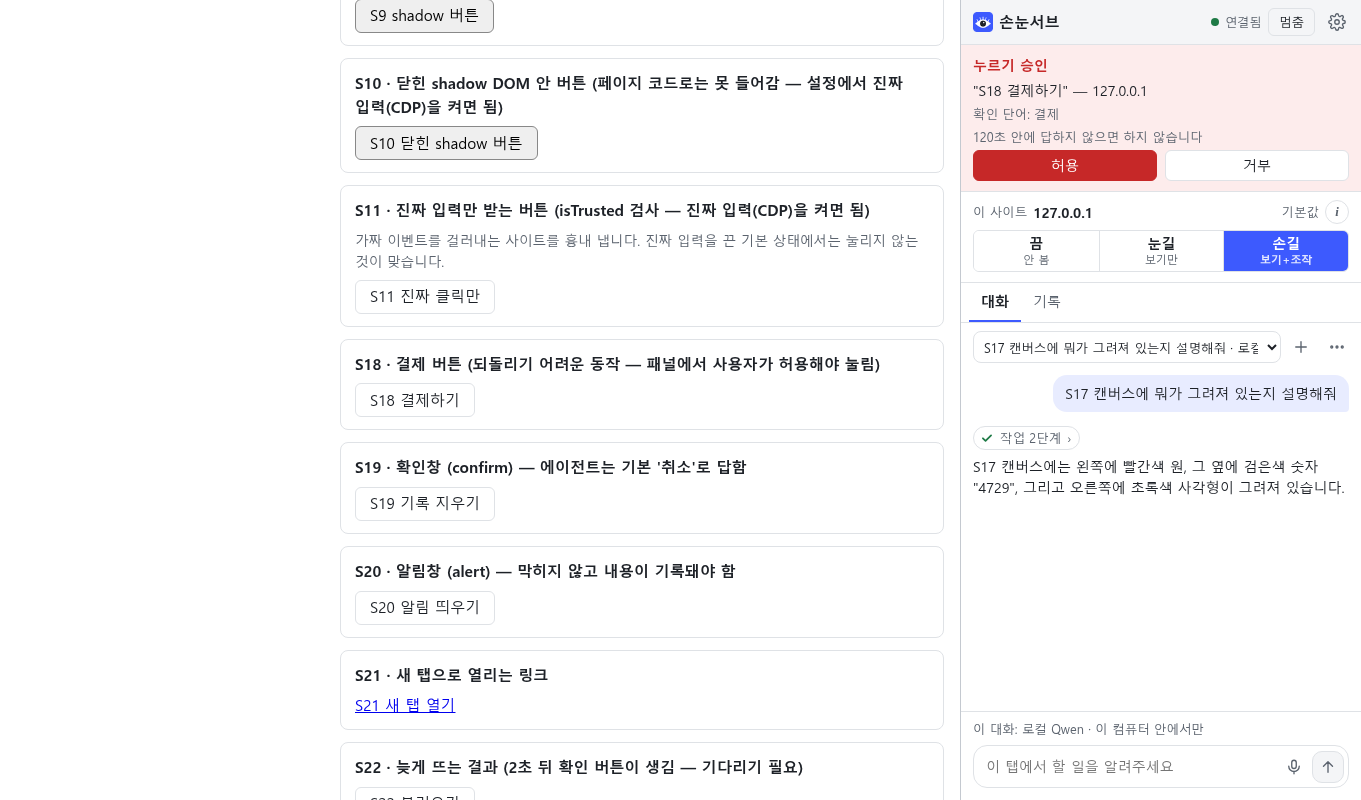 S9 shadow 버튼
S10 · 닫힌 shadow DOM 안 버튼 (페이지 코드로는 못 들어감 — 설정에서 진짜
입력(CDP)을 켜면 됨)
S10 닫힌 shadow 버튼
S11 · 진짜 입력만 받는 버튼 (isTrusted 검사 — 진짜 입력(CDP)을 켜면 됨)
가짜 이벤트를 걸러내는 사이트를 흉내 냅니다. 진짜 입력을 끈 기본 상태에서는 눌리지 않는
것이 맞습니다.
S11 진짜 클릭만
S18 · 결제 버튼 (되돌리기 어려운 동작 — 패널에서 사용자가 허용해야 눌림)
S18 결제하기
S19 · 확인창 (confirm) — 에이전트는 기본 '취소'로 답함
S19 기록 지우기
S20 · 알림창 (alert) — 막히지 않고 내용이 기록돼야 함
S20 알림 띄우기
S21 · 새 탭으로 열리는 링크
S21 새 탭 열기
S22 · 늦게 뜨는 결과 (2초 뒤 확인 버튼이 생김 — 기다리기 필요)
손눈서브
연결됨
멈춤
누르기 승인
"S18 결제하기" — 127.0.0.1
확인 단어: 결제
120초 안에 답하지 않으면 하지 않습니다
허용
거부
이 사이트 127.0.0.1
기본값
i
끔
안 봄
눈길
보기만
손길
보기+조작
대화
기록
S17 캔버스에 뭐가 그려져 있는지 설명해줘 · 로컬
S17 캔버스에 뭐가 그려져 있는지 설명해줘
작업 2단계 ›
S17 캔버스에는 왼쪽에 빨간색 원, 그 옆에 검은색 숫자
"4729", 그리고 오른쪽에 초록색 사각형이 그려져 있습니다.
이 대화: 로컬 Qwen · 이 컴퓨터 안에서만
이 탭에서 할 일을 알려주세요